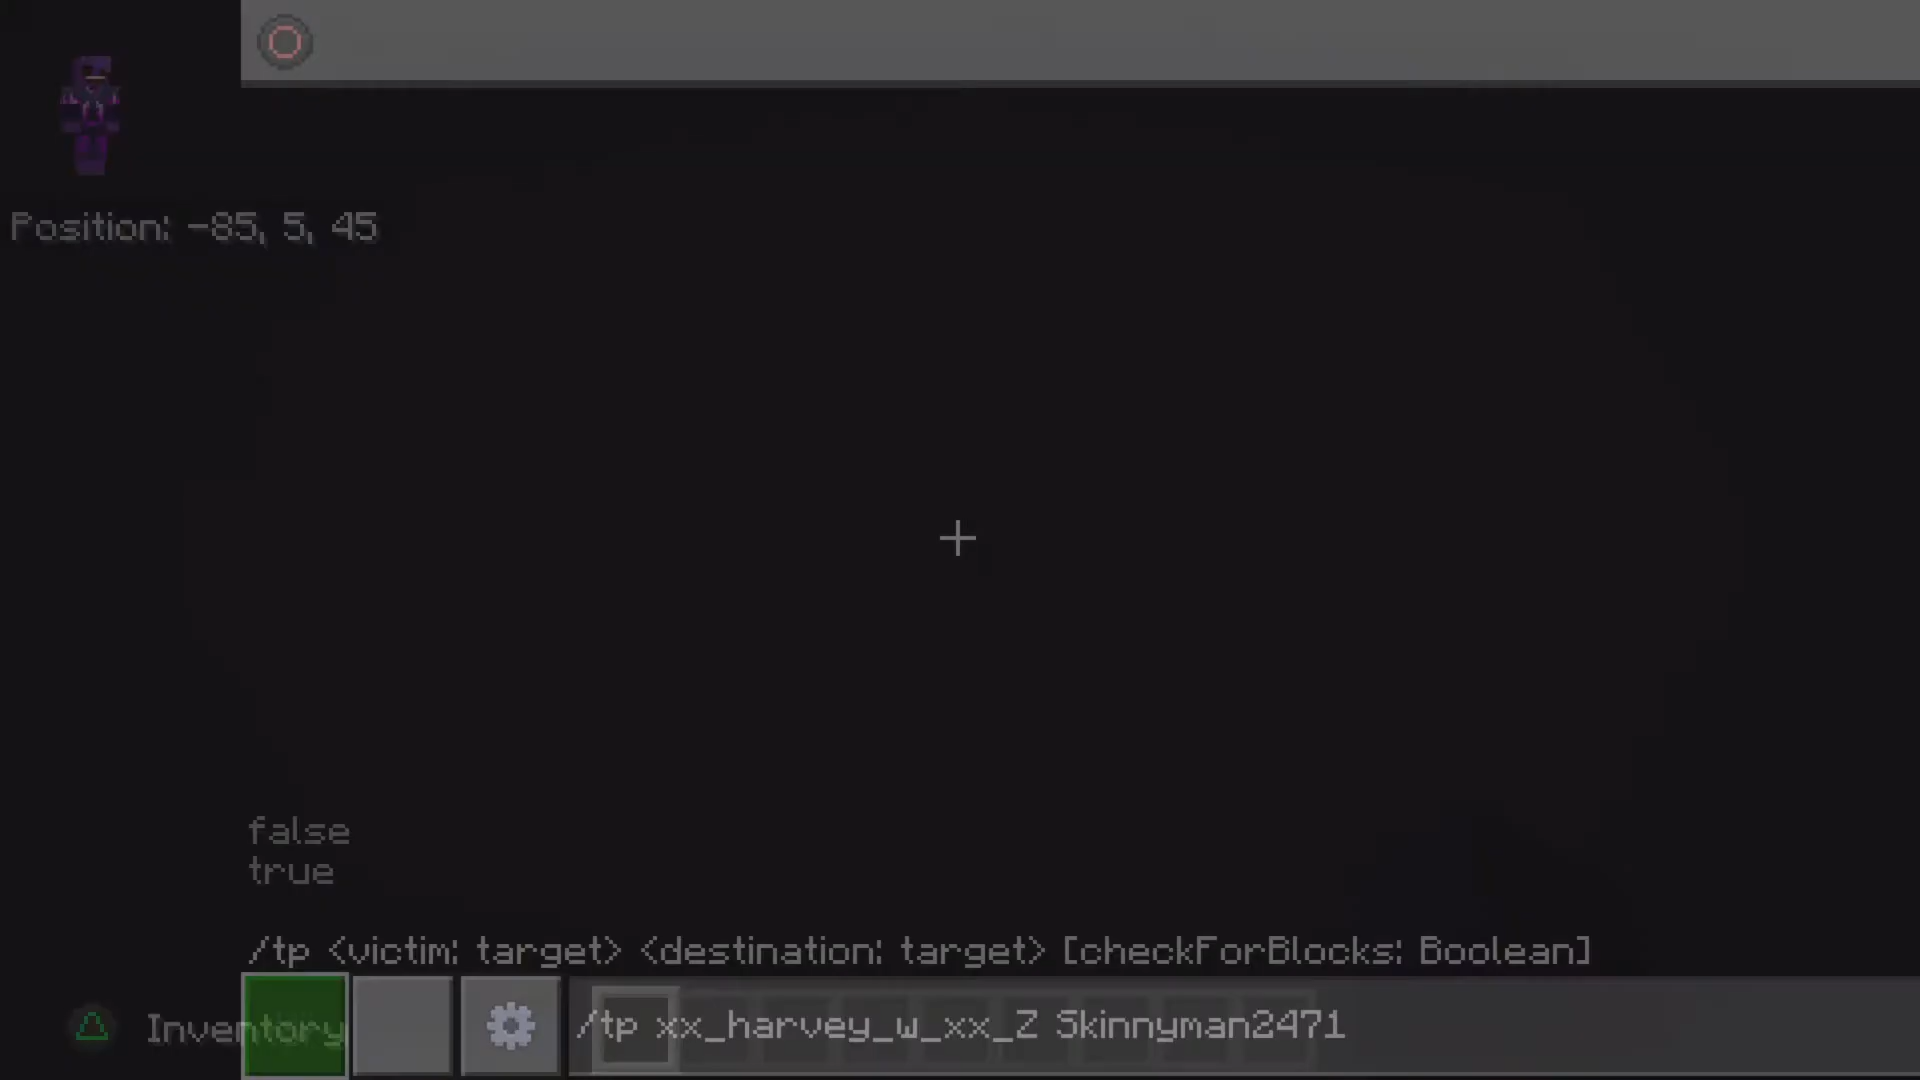 Position: -85, 5, 45
false
true
/tp <victim: target> <destination: target> [checkForBlocks: Boolean]
Inventory
/tp xx_harvey_w_xx_Z Skinnyman2471